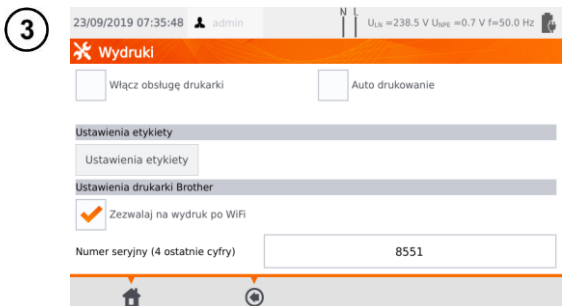 3
23/09/2019 07:35:48 admin N L U_LN =238.5 V U_NPE =0.7 V f=50.0 Hz
Wydruki
Włącz obsługę drukarki Auto drukowanie
Ustawienia etykiety
Ustawienia etykiety
Ustawienia drukarki Brother
Zezwalaj na wydruk po WiFi
Numer seryjny (4 ostatnie cyfry) 8551